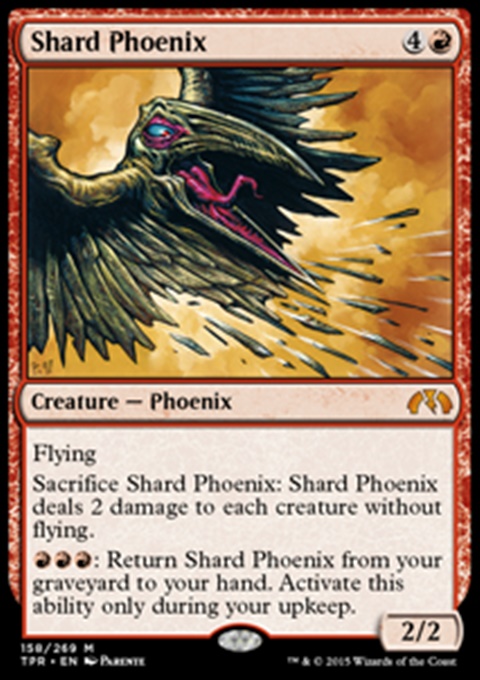 Shard Phoenix 4
Creature — Phoenix
Flying
Sacrifice Shard Phoenix: Shard Phoenix
deals 2 damage to each creature without
flying.
: Return Shard Phoenix from your
graveyard to your hand. Activate this
ability only during your upkeep.
2/2
158/269 M
TPR • EN Parente
™ & © 2015 Wizards of the Coast